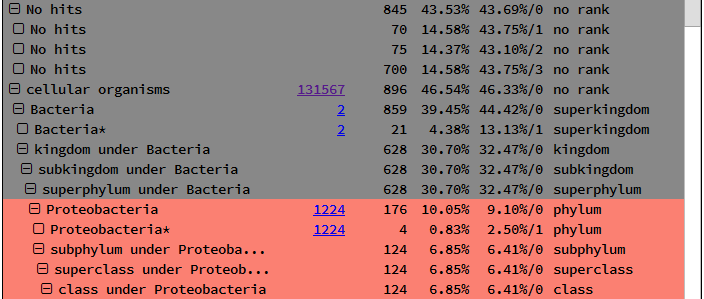 No hits 845 43.53% 43.69%/0 no rank
No hits 70 14.58% 43.75%/1 no rank
No hits 75 14.37% 43.10%/2 no rank
No hits 700 14.58% 43.75%/3 no rank
cellular organisms 131567 896 46.54% 46.33%/0 no rank
Bacteria 2 859 39.45% 44.42%/0 superkingdom
Bacteria* 2 21 4.38% 13.13%/1 superkingdom
kingdom under Bacteria 628 30.70% 32.47%/0 kingdom
subkingdom under Bacteria 628 30.70% 32.47%/0 subkingdom
superphylum under Bacteria 628 30.70% 32.47%/0 superphylum
Proteobacteria 1224 176 10.05% 9.10%/0 phylum
Proteobacteria* 1224 4 0.83% 2.50%/1 phylum
subphylum under Proteoba... 124 6.85% 6.41%/0 subphylum
superclass under Proteob... 124 6.85% 6.41%/0 superclass
class under Proteobacteria 124 6.85% 6.41%/0 class